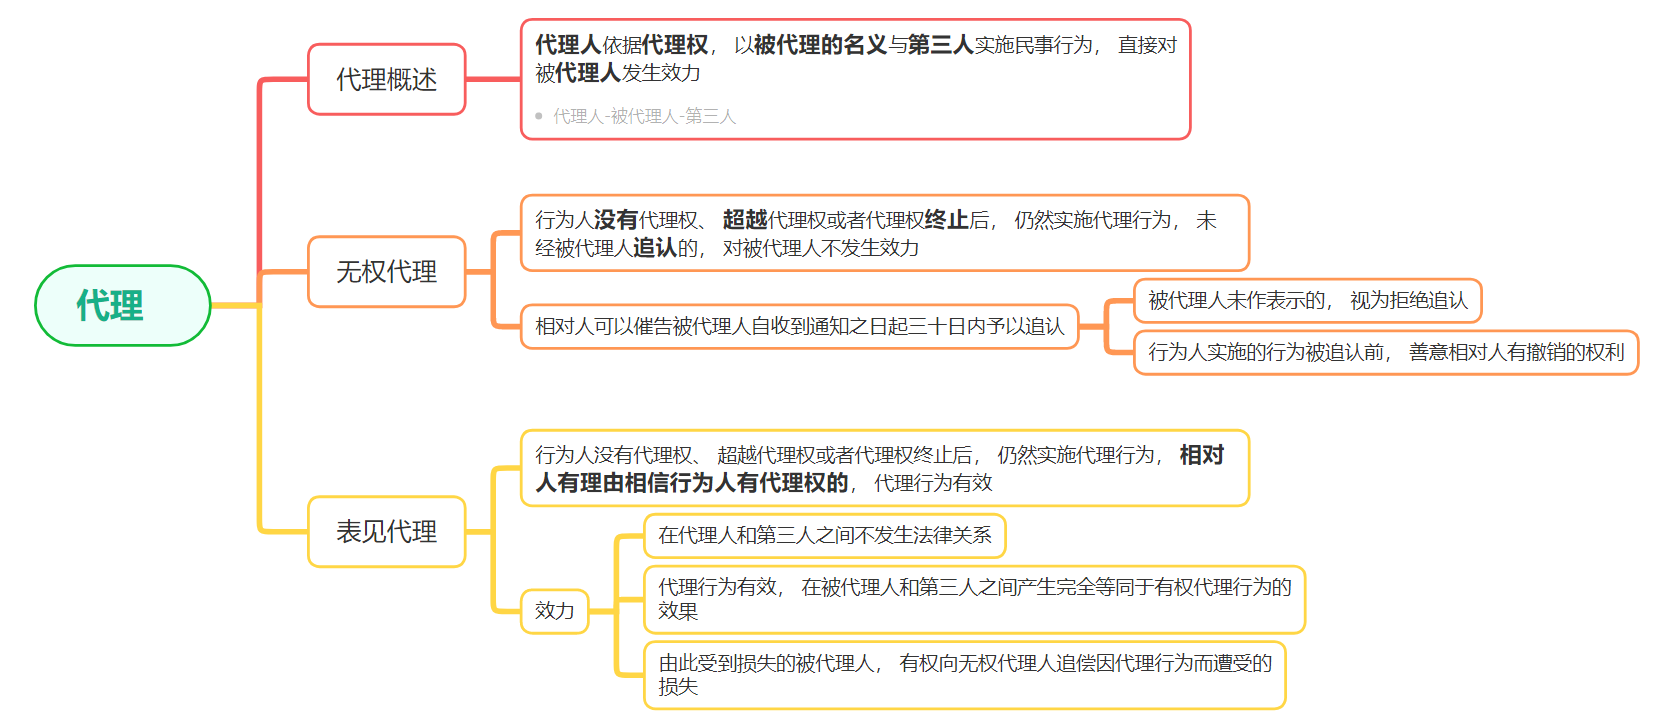 代理
代理概述
代理人依据代理权， 以被代理的名义与第三人实施民事行为， 直接对
被代理人发生效力
代理人-被代理人-第三人
无权代理
行为人没有代理权、 超越代理权或者代理权终止后， 仍然实施代理行为， 未
经被代理人追认的， 对被代理人不发生效力
相对人可以催告被代理人自收到通知之日起三十日内予以追认
被代理人未作表示的， 视为拒绝追认
行为人实施的行为被追认前， 善意相对人有撤销的权利
表见代理
行为人没有代理权、 超越代理权或者代理权终止后， 仍然实施代理行为， 相对
人有理由相信行为人有代理权的， 代理行为有效
效力
在代理人和第三人之间不发生法律关系
代理行为有效， 在被代理人和第三人之间产生完全等同于有权代理行为的
效果
由此受到损失的被代理人， 有权向无权代理人追偿因代理行为而遭受的
损失